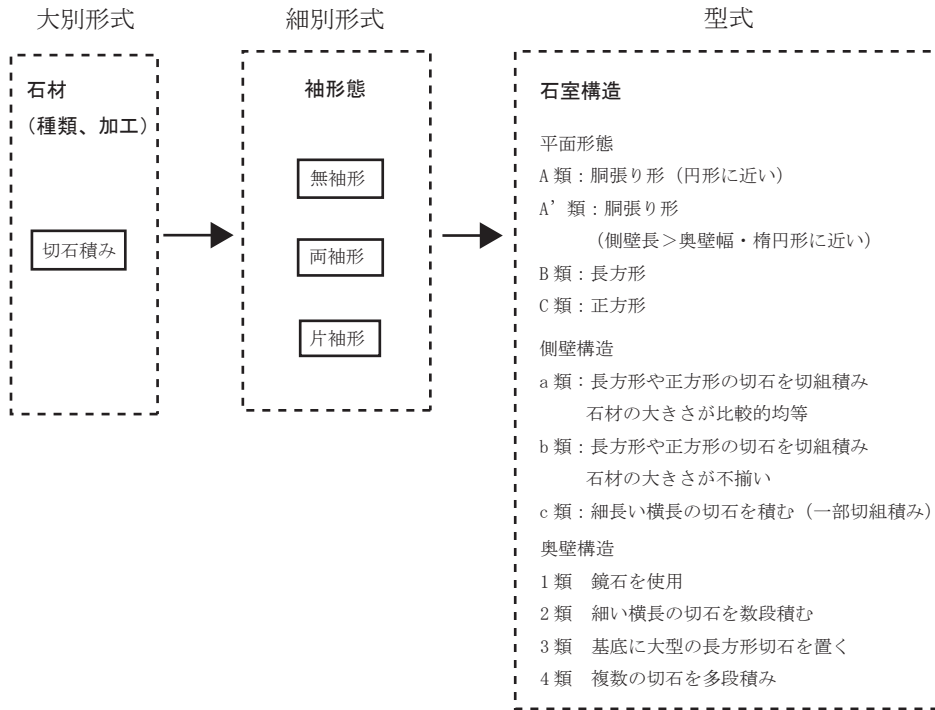 大別形式
細別形式
型式
石材
（種類、加工）
切石積み
袖形態
無袖形
両袖形
片袖形
石室構造
平面形態
A 類：胴張り形（円形に近い）
A’ 類：胴張り形
（側壁長＞奥壁幅・楕円形に近い）
B 類：長方形
C 類：正方形
側壁構造
a 類：長方形や正方形の切石を切組積み
石材の大きさが比較的均等
b 類：長方形や正方形の切石を切組積み
石材の大きさが不揃い
c 類：細長い横長の切石を積む（一部切組積み）
奥壁構造
1 類　鏡石を使用
2 類　細い横長の切石を数段積む
3 類　基底に大型の長方形切石を置く
4 類　複数の切石を多段積み